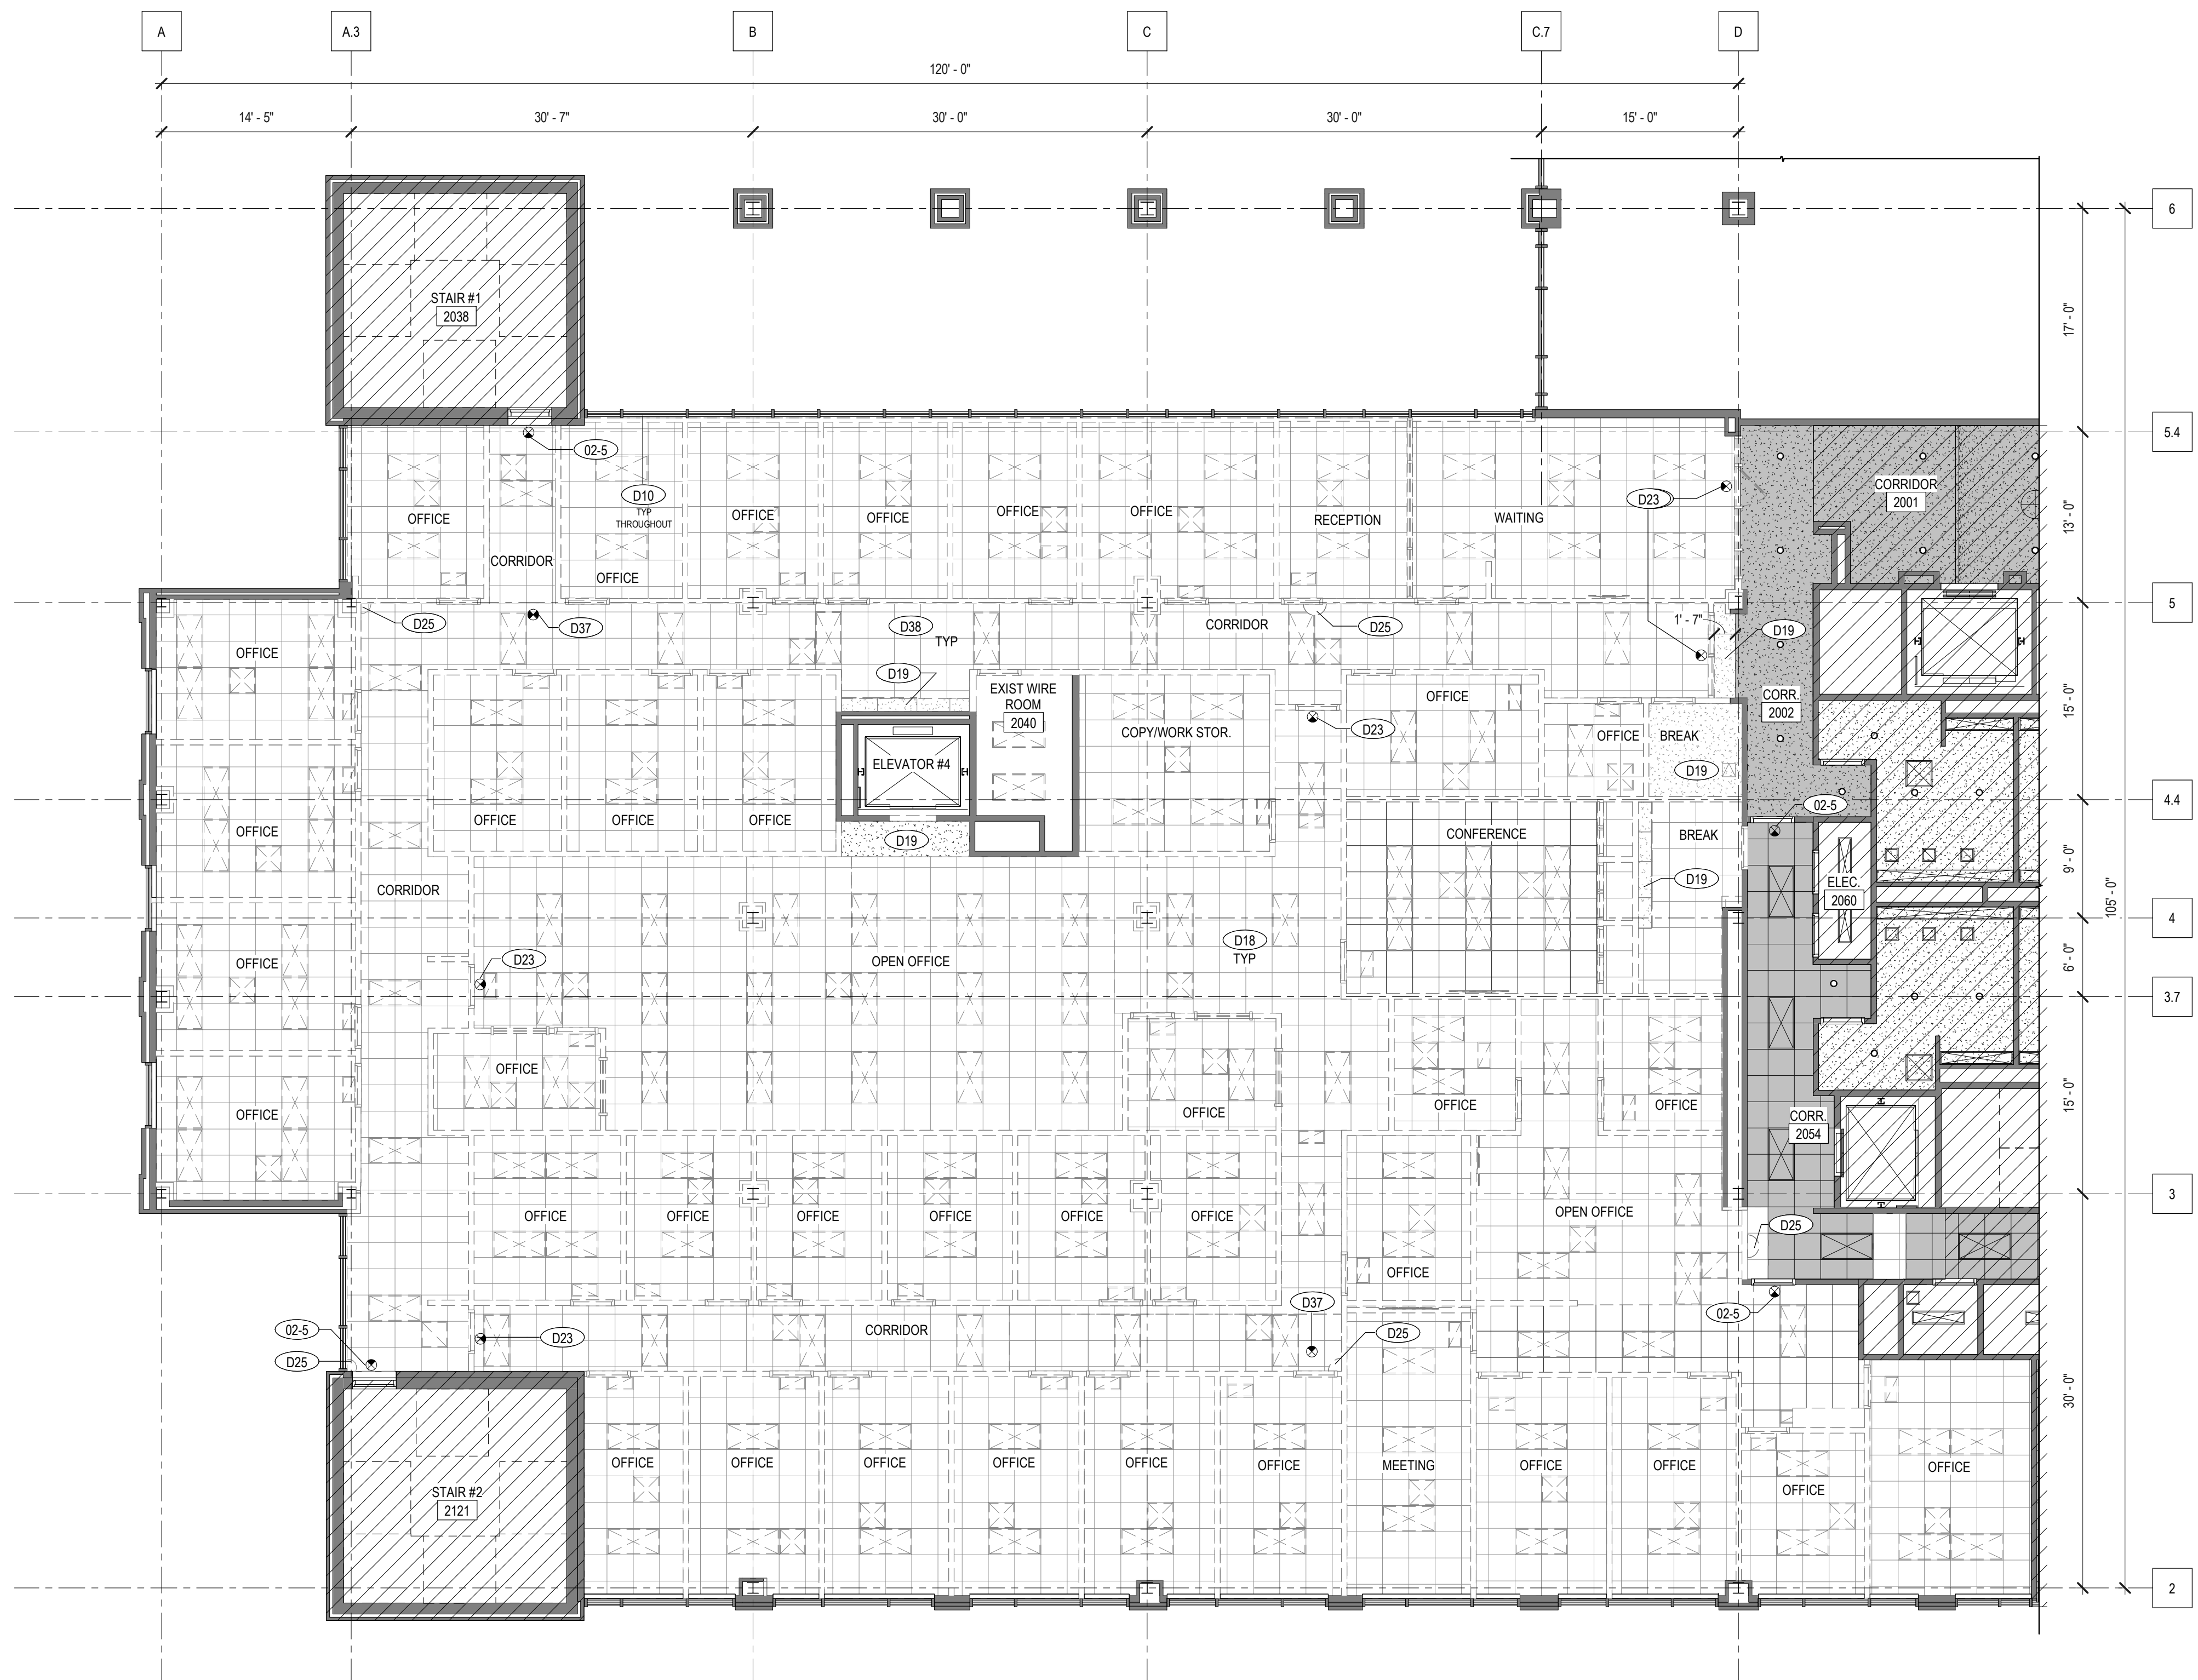 A
A.3
B
C
C.7
D
120' - 0"
14' - 5"
30' - 7"
30' - 0"
30' - 0"
15' - 0"
6
17' - 0"
STAIR #1
2038
5.4
02-5
D10
TYP
THROUGHOUT
D23
CORRIDOR
2001
OFFICE
OFFICE
OFFICE
OFFICE
OFFICE
RECEPTION
WAITING
13' - 0"
CORRIDOR
OFFICE
5
D25
D37
D38
TYP
CORRIDOR
D25
1' - 7"
D19
OFFICE
D19
EXIST WIRE
ROOM
2040
OFFICE
CORR.
2002
15' - 0"
COPY/WORK STOR.
D23
OFFICE
BREAK
ELEVATOR #4
D19
4.4
02-5
OFFICE
OFFICE
OFFICE
OFFICE
D19
CONFERENCE
BREAK
9' - 0"
CORRIDOR
D19
ELEC.
2060
105' - 0"
4
D18
TYP
D23
OPEN OFFICE
OFFICE
6' - 0"
3.7
OFFICE
OFFICE
OFFICE
OFFICE
OFFICE
CORR.
2054
15' - 0"
3
OFFICE
OFFICE
OFFICE
OFFICE
OFFICE
OFFICE
OPEN OFFICE
D25
OFFICE
D37
02-5
02-5
D23
CORRIDOR
D25
D25
30' - 0"
OFFICE
OFFICE
OFFICE
OFFICE
OFFICE
OFFICE
MEETING
OFFICE
OFFICE
OFFICE
OFFICE
STAIR #2
2121
2